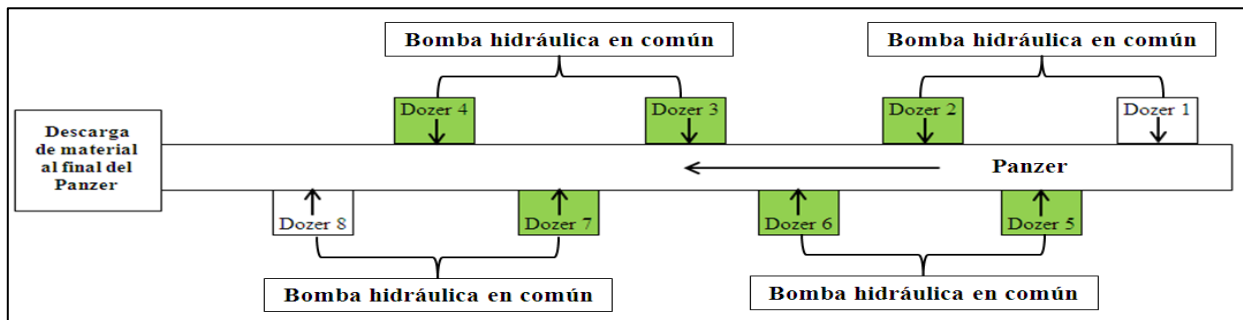 Bomba hidráulica en común
Bomba hidráulica en común
Dozer 4
Dozer 3
Dozer 2
Dozer 1
Descarga
de material
al final del
Panzer
Panzer
Dozer 8
Dozer 7
Dozer 6
Dozer 5
Bomba hidráulica en común
Bomba hidráulica en común